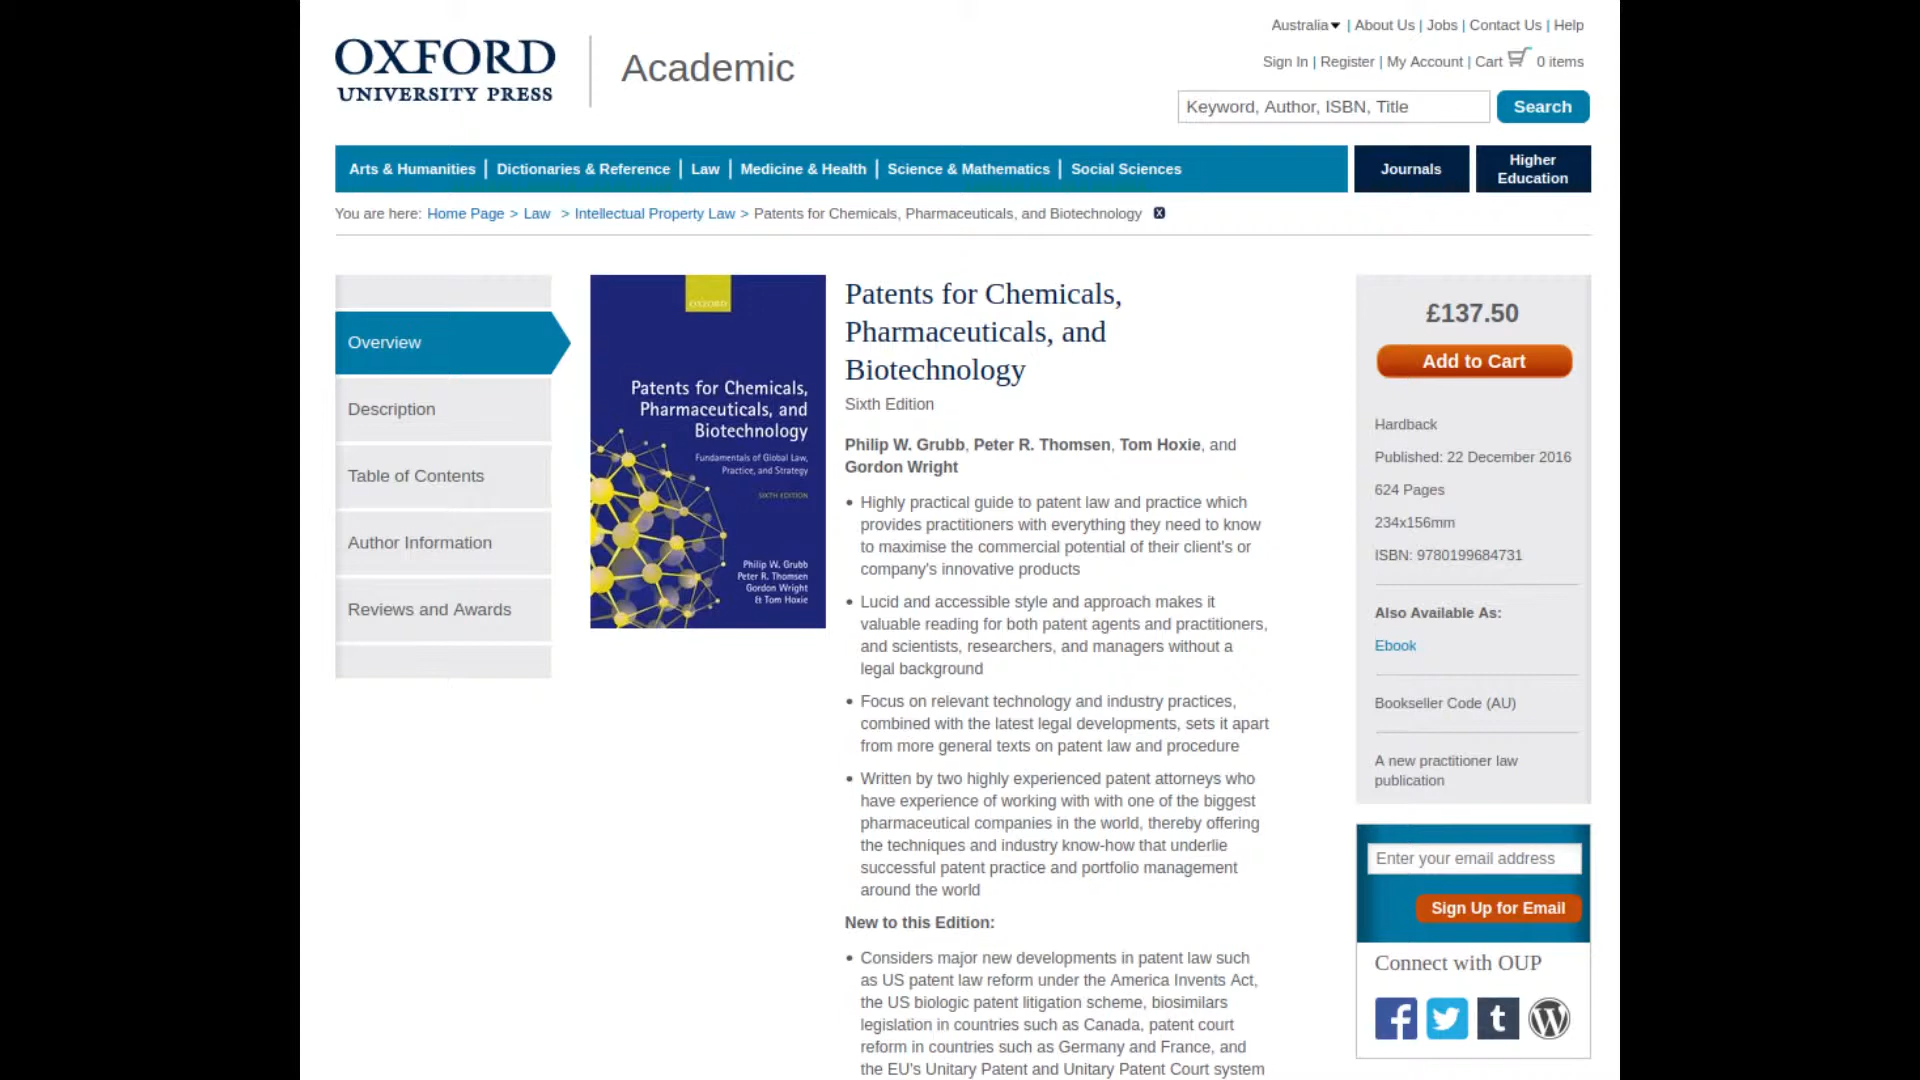 Australia | About Us | Jobs | Contact Us | Help
OXFORD
UNIVERSITY PRESS
Academic
Sign In | Register | My Account | Cart 0 items
Keyword, Author, ISBN, Title
Search
Arts & Humanities | Dictionaries & Reference | Law | Medicine & Health | Science & Mathematics | Social Sciences
Journals
Higher
Education
You are here: Home Page > Law > Intellectual Property Law > Patents for Chemicals, Pharmaceuticals, and Biotechnology X
Overview
Description
Table of Contents
Author Information
Reviews and Awards
OXFORD
Patents for Chemicals,
Pharmaceuticals, and
Biotechnology
Fundamentals of Global Law,
Practice, and Strategy
SIXTH EDITION
Philip W. Grubb
Peter R. Thomsen
Gordon Wright
& Tom Hoxie
Patents for Chemicals,
Pharmaceuticals, and
Biotechnology
Sixth Edition
Philip W. Grubb, Peter R. Thomsen, Tom Hoxie, and
Gordon Wright
• Highly practical guide to patent law and practice which
provides practitioners with everything they need to know
to maximise the commercial potential of their client's or
company's innovative products
• Lucid and accessible style and approach makes it
valuable reading for both patent agents and practitioners,
and scientists, researchers, and managers without a
legal background
• Focus on relevant technology and industry practices,
combined with the latest legal developments, sets it apart
from more general texts on patent law and procedure
• Written by two highly experienced patent attorneys who
have experience of working with with one of the biggest
pharmaceutical companies in the world, thereby offering
the techniques and industry know-how that underlie
successful patent practice and portfolio management
around the world
New to this Edition:
• Considers major new developments in patent law such
as US patent law reform under the America Invents Act,
the US biologic patent litigation scheme, biosimilars
legislation in countries such as Canada, patent court
reform in countries such as Germany and France, and
the EU's Unitary Patent and Unitary Patent Court system
£137.50
Add to Cart
Hardback
Published: 22 December 2016
624 Pages
234x156mm
ISBN: 9780199684731
Also Available As:
Ebook
Bookseller Code (AU)
A new practitioner law
publication
Enter your email address
Sign Up for Email
Connect with OUP